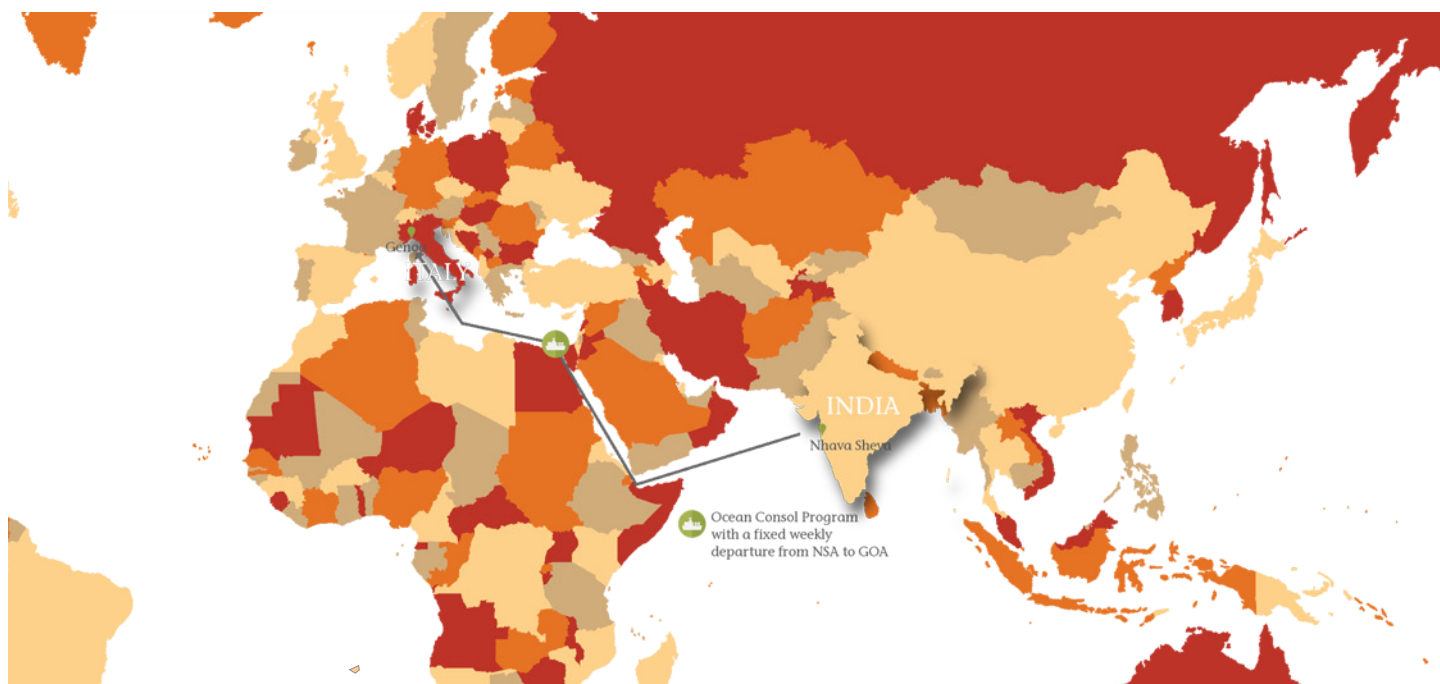 Genoa
ITALY
INDIA
Nhava Sheva
Ocean Consol Program
with a fixed weekly
departure from NSA to GOA